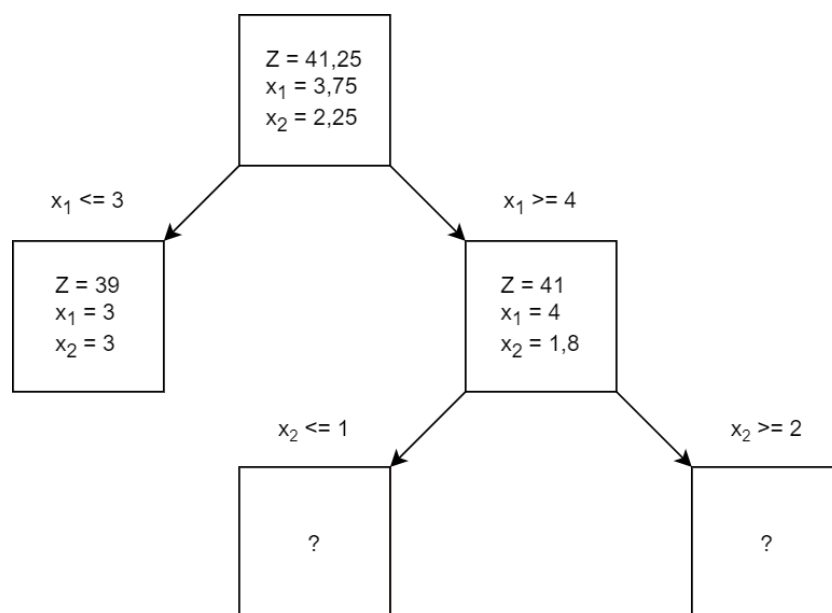 Z = 41,25
x₁ = 3,75
x₂ = 2,25
x₁ <= 3
x₁ >= 4
Z = 39
x₁ = 3
x₂ = 3
Z = 41
x₁ = 4
x₂ = 1,8
x₂ <= 1
x₂ >= 2
?
?